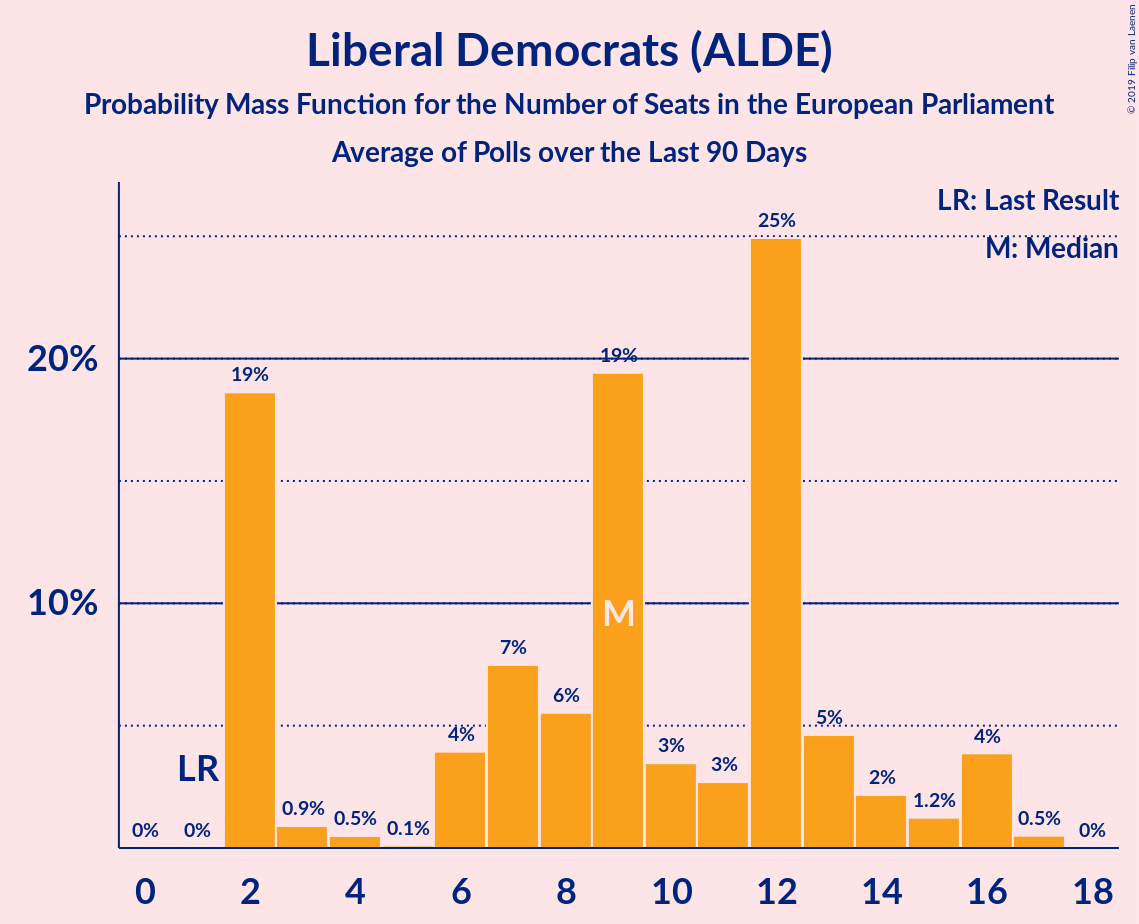 Liberal Democrats (ALDE)
Probability Mass Function for the Number of Seats in the European Parliament
Average of Polls over the Last 90 Days
© 2019 Filip van Laenen
LR: Last Result
M: Median
20%
10%
0%
0%
LR
19%
0.9%
0.5%
0.1%
4%
7%
6%
19%
M
3%
3%
25%
5%
2%
1.2%
4%
0.5%
0%
0 2 4 6 8 10 12 14 16 18